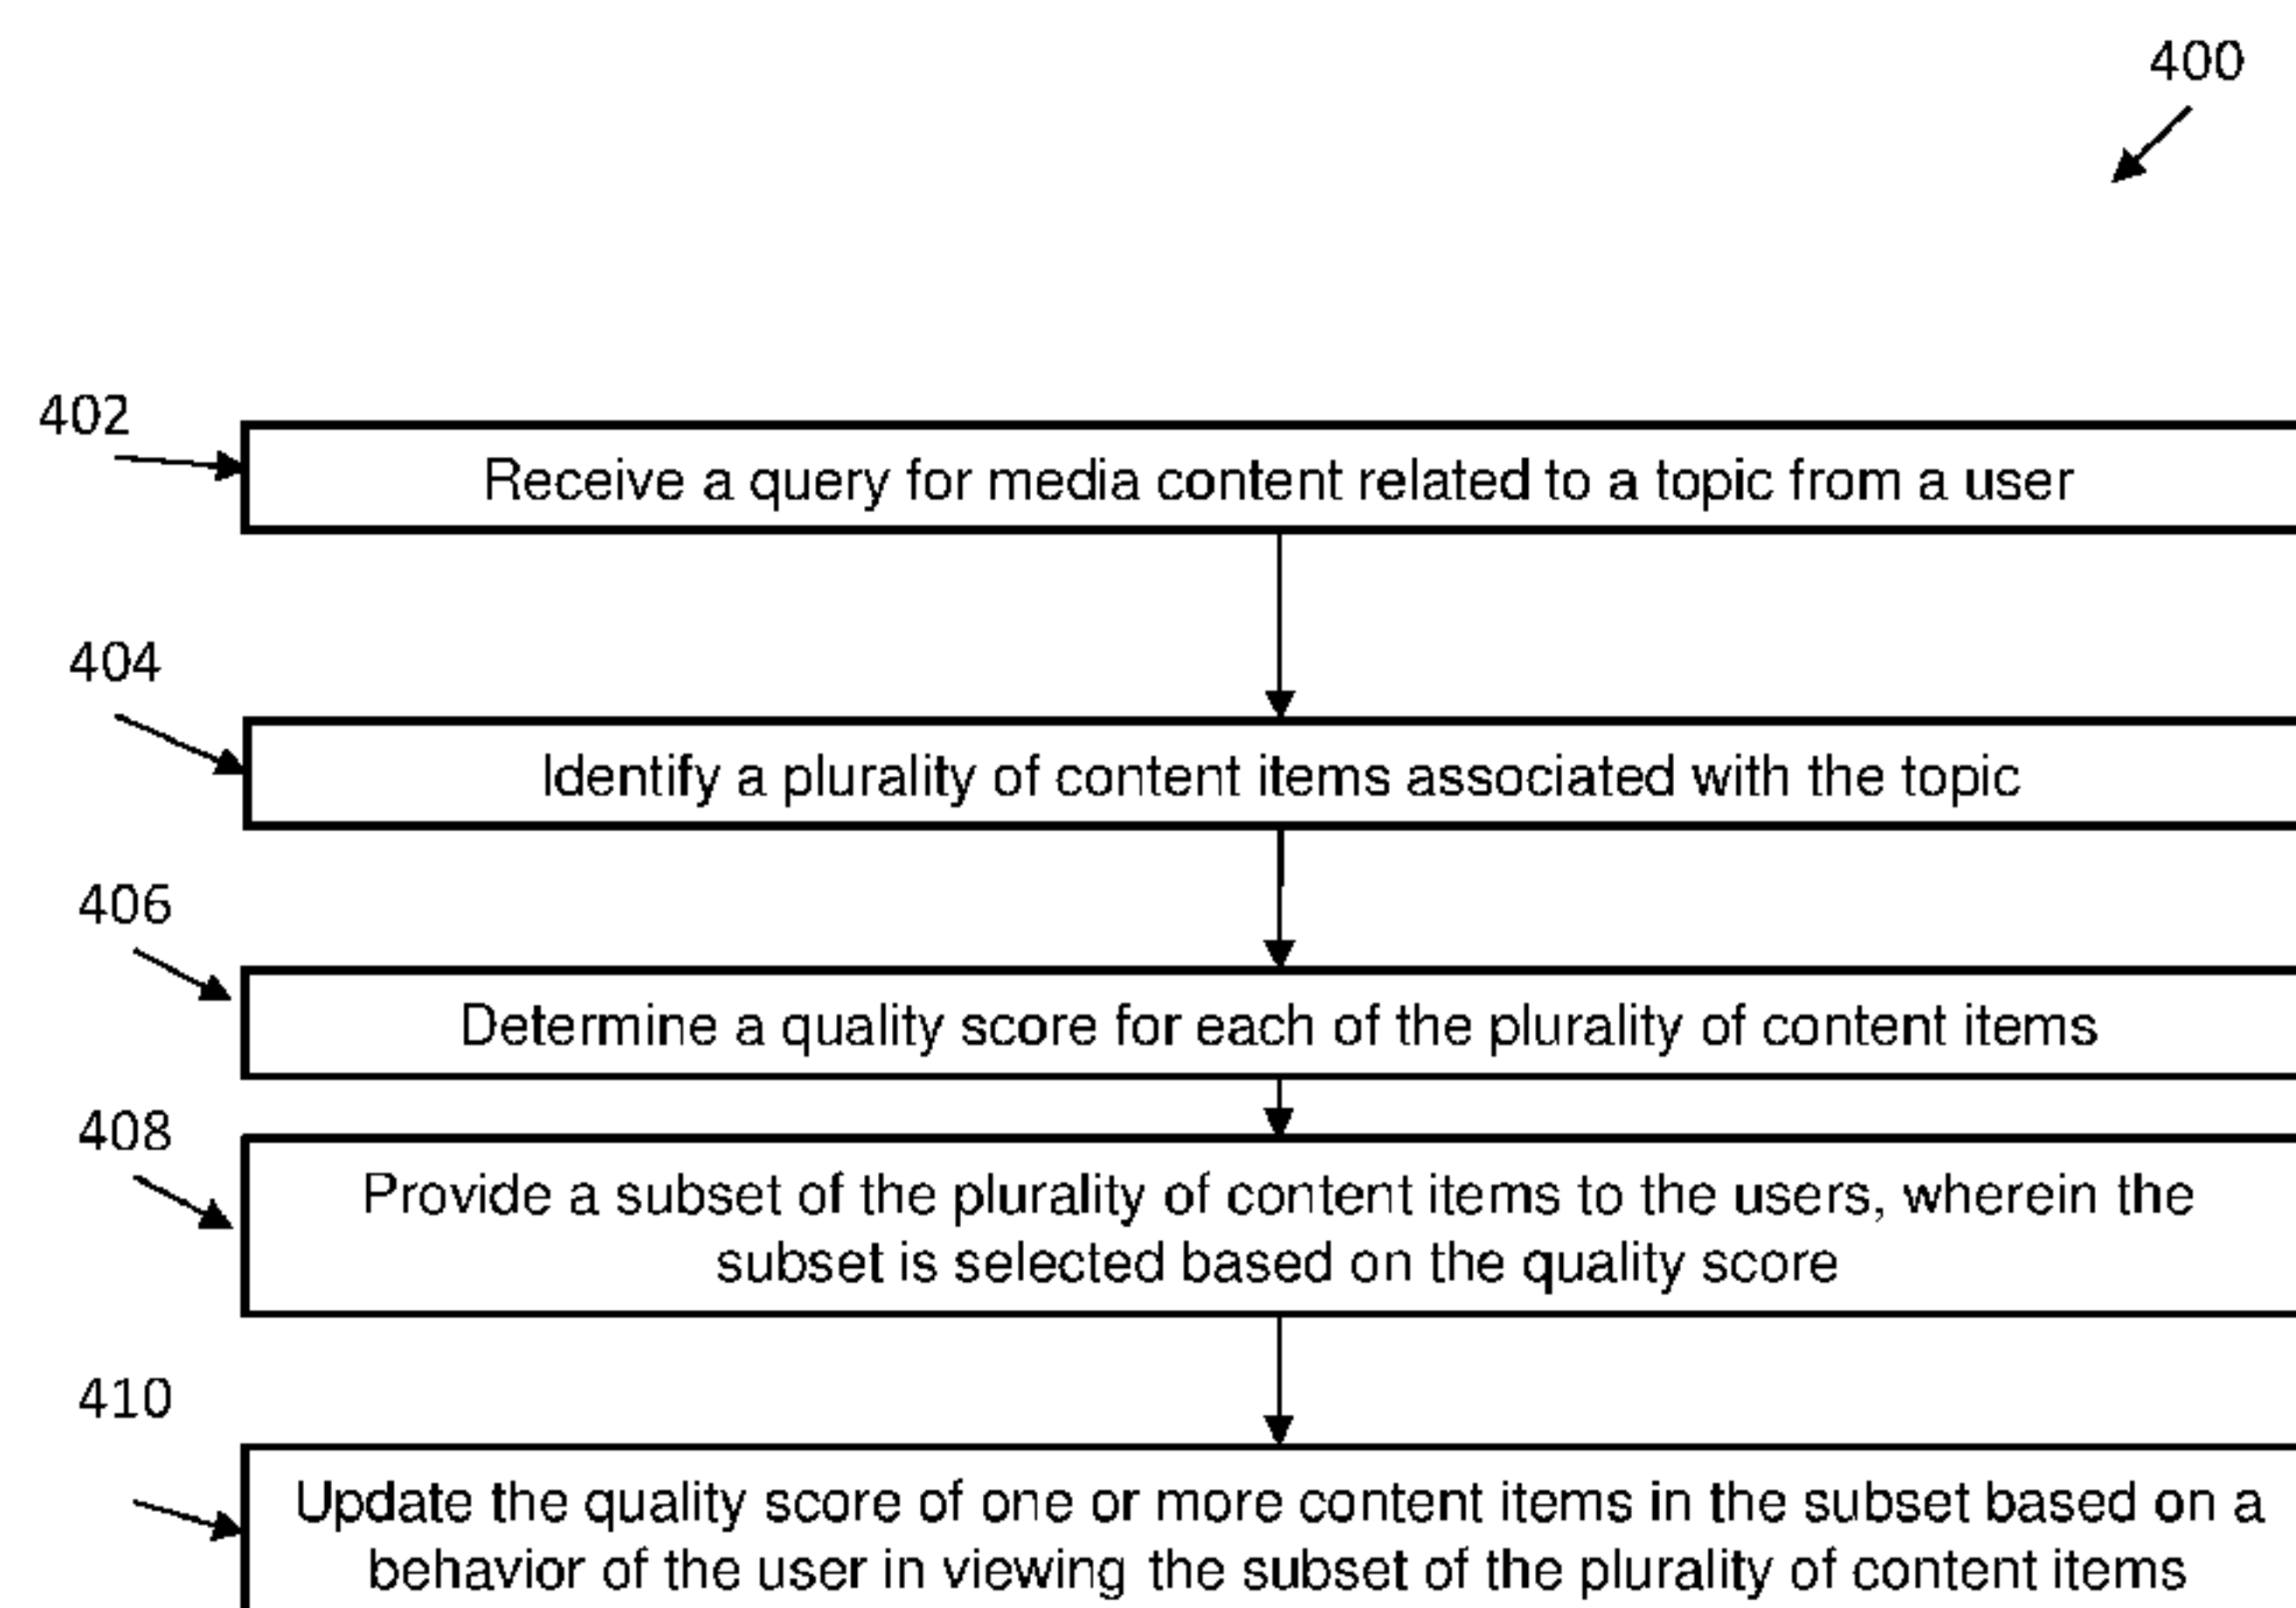 400
402
Receive a query for media content related to a topic from a user
404
Identify a plurality of content items associated with the topic
406
Determine a quality score for each of the plurality of content items
408
Provide a subset of the plurality of content items to the users, wherein the
subset is selected based on the quality score
410
Update the quality score of one or more content items in the subset based on a
behavior of the user in viewing the subset of the plurality of content items